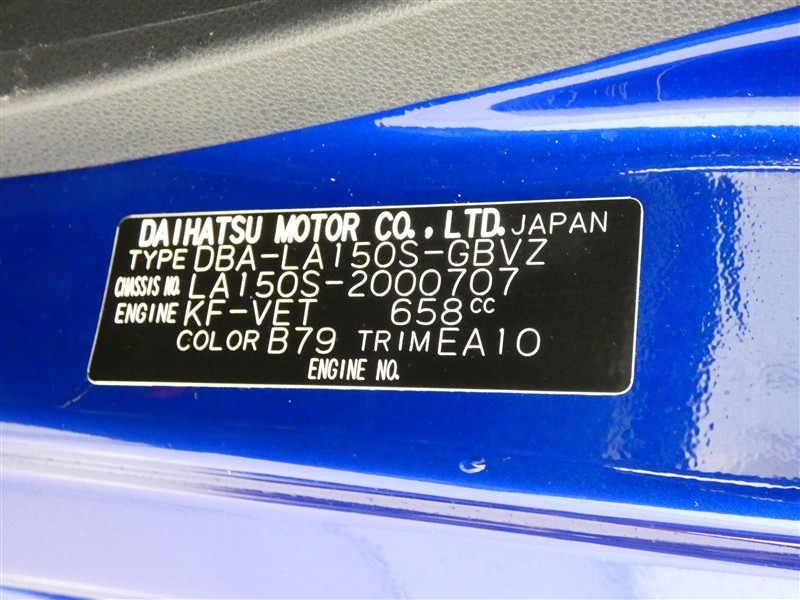 DAIHATSU MOTOR CO., LTD. JAPAN
TYPE DBA-LA150S-GBVZ
CHASSIS NO. LA150S-2000707
ENGINE KF-VET 658cc
COLOR B79 TRIM EA10
ENGINE NO.